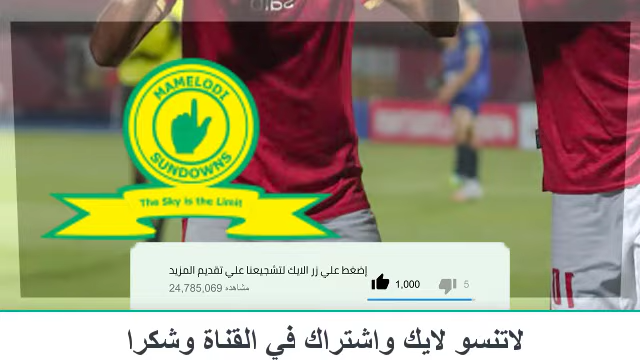 MAMELODI
SUNDOWNS
The Sky is the Limit
إضغط علي زر الايك لتشجيعنا علي تقديم المزيد
24,785,069 مشاهده
1,000
5
لاتنسو لايك واشتراك في القناة وشكرا